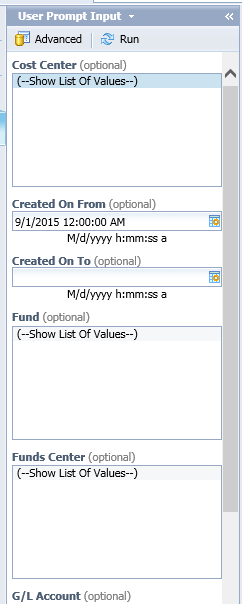 User Prompt Input
Advanced Run
Cost Center (optional)
(--Show List Of Values--)
Created On From (optional)
9/1/2015 12:00:00 AM
M/d/yyyy h:mm:ss a
Created On To (optional)
M/d/yyyy h:mm:ss a
Fund (optional)
(--Show List Of Values--)
Funds Center (optional)
(--Show List Of Values--)
G/L Account (optional)